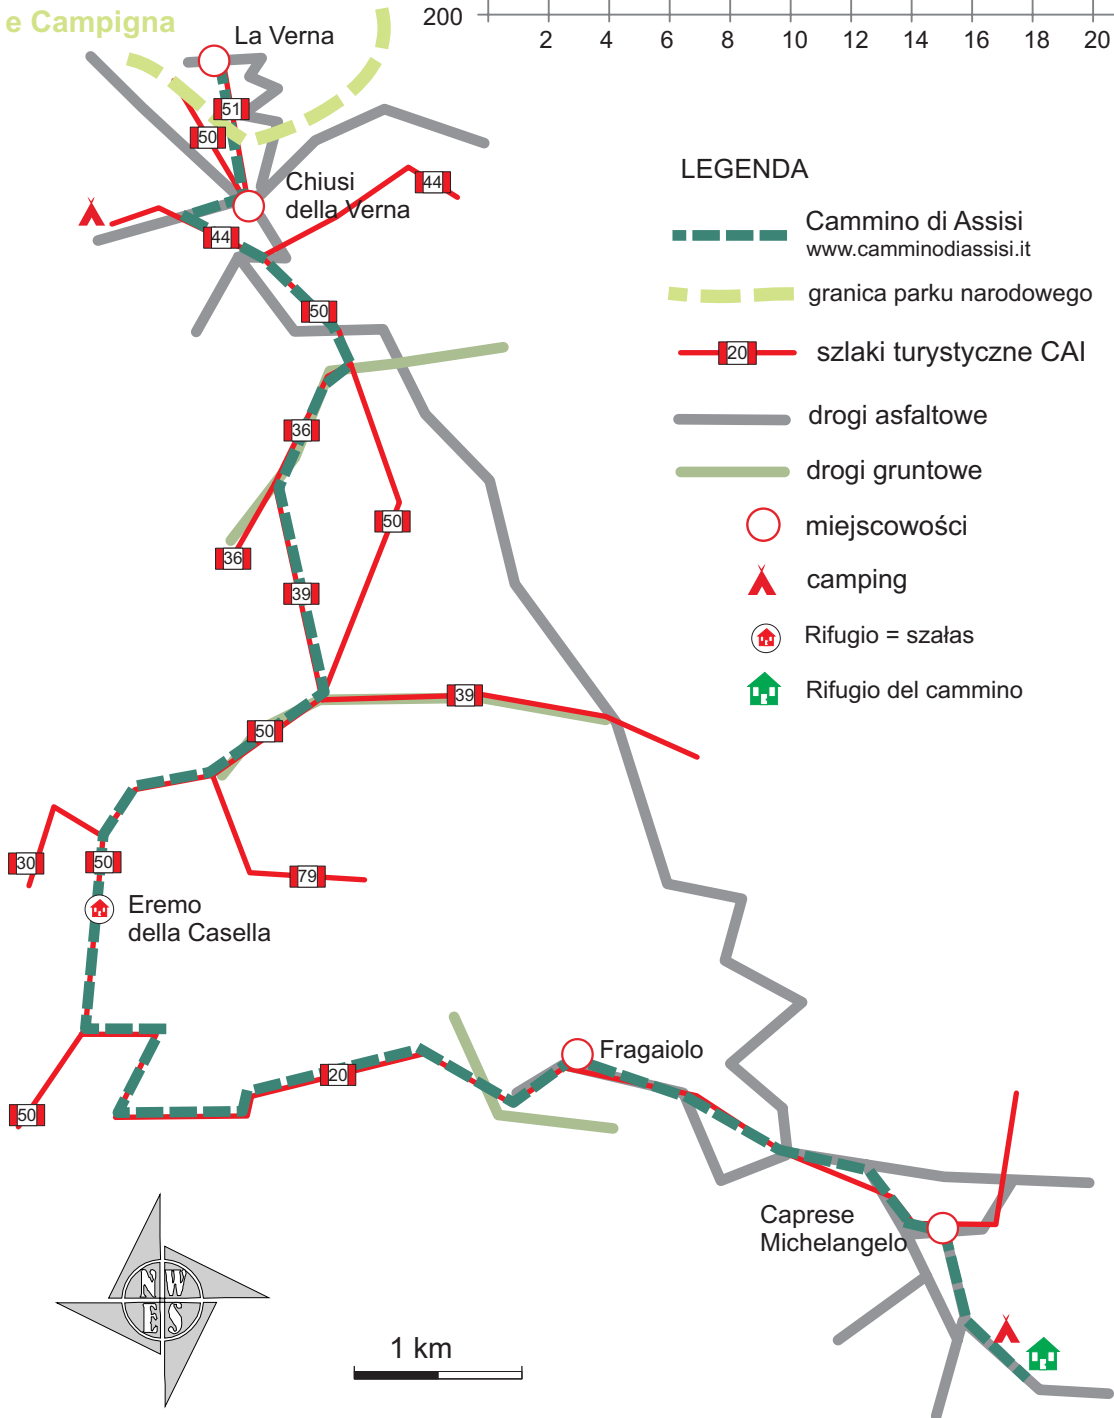 e Campigna
200
2 4 6 8 10 12 14 16 18 20
La Verna
51
50
Chiusi
della Verna
44
44
50
36
36
50
39
39
50
30
50
79
Eremo
della Casella
50
20
Fragaiolo
Caprese
Michelangelo
N W
E S
1 km
LEGENDA
Cammino di Assisi
www.camminodiassisi.it
granica parku narodowego
20
szlaki turystyczne CAI
drogi asfaltowe
drogi gruntowe
miejscowości
camping
Rifugio = szałas
Rifugio del cammino